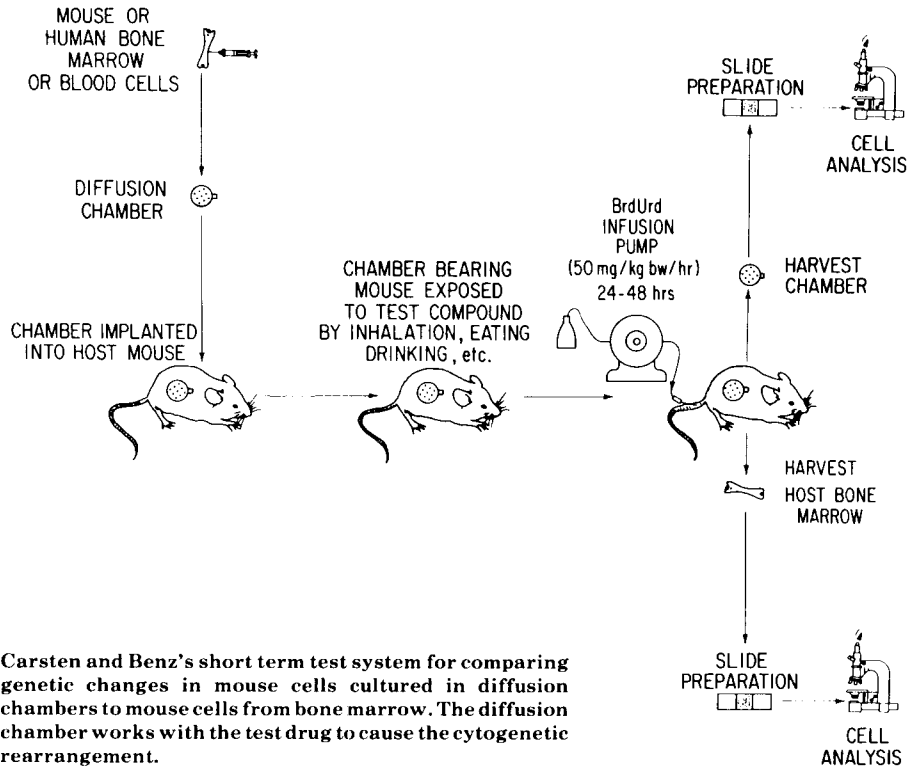 MOUSE OR
HUMAN BONE
MARROW
OR BLOOD CELLS
DIFFUSION
CHAMBER
CHAMBER IMPLANTED
INTO HOST MOUSE
CHAMBER BEARING
MOUSE EXPOSED
TO TEST COMPOUND
BY INHALATION, EATING
DRINKING, etc.
BrdUrd
INFUSION
PUMP
(50 mg/kg bw/hr)
24-48 hrs
SLIDE
PREPARATION
CELL
ANALYSIS
HARVEST
CHAMBER
HARVEST
HOST BONE
MARROW
SLIDE
PREPARATION
CELL
ANALYSIS
Carsten and Benz's short term test system for comparing
genetic changes in mouse cells cultured in diffusion
chambers to mouse cells from bone marrow. The diffusion
chamber works with the test drug to cause the cytogenetic
rearrangement.